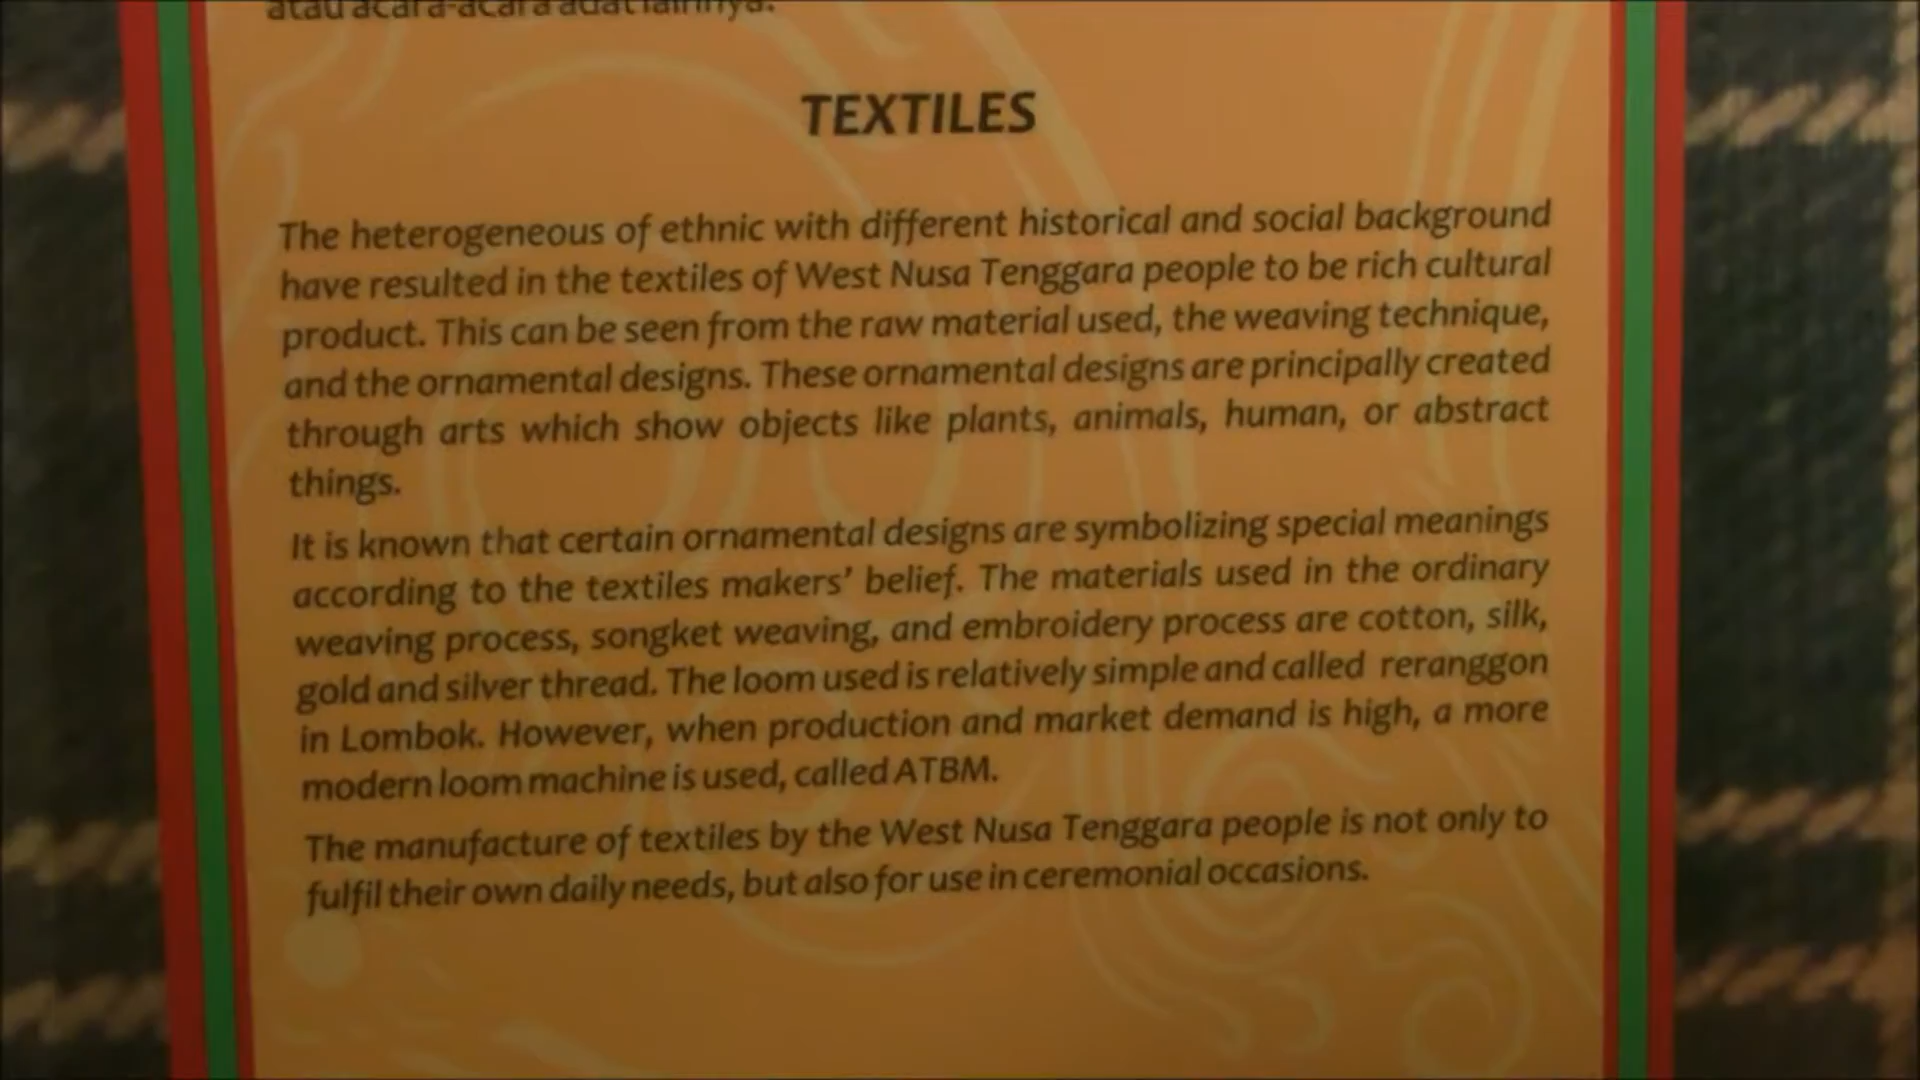 atau acara-acara adat lainnya.
TEXTILES
The heterogeneous of ethnic with different historical and social background
have resulted in the textiles of West Nusa Tenggara people to be rich cultural
product. This can be seen from the raw material used, the weaving technique,
and the ornamental designs. These ornamental designs are principally created
through arts which show objects like plants, animals, human, or abstract
things.
It is known that certain ornamental designs are symbolizing special meanings
according to the textiles makers’ belief. The materials used in the ordinary
weaving process, songket weaving, and embroidery process are cotton, silk,
gold and silver thread. The loom used is relatively simple and called reranggon
in Lombok. However, when production and market demand is high, a more
modern loom machine is used, called ATBM.
The manufacture of textiles by the West Nusa Tenggara people is not only to
fulfil their own daily needs, but also for use in ceremonial occasions.